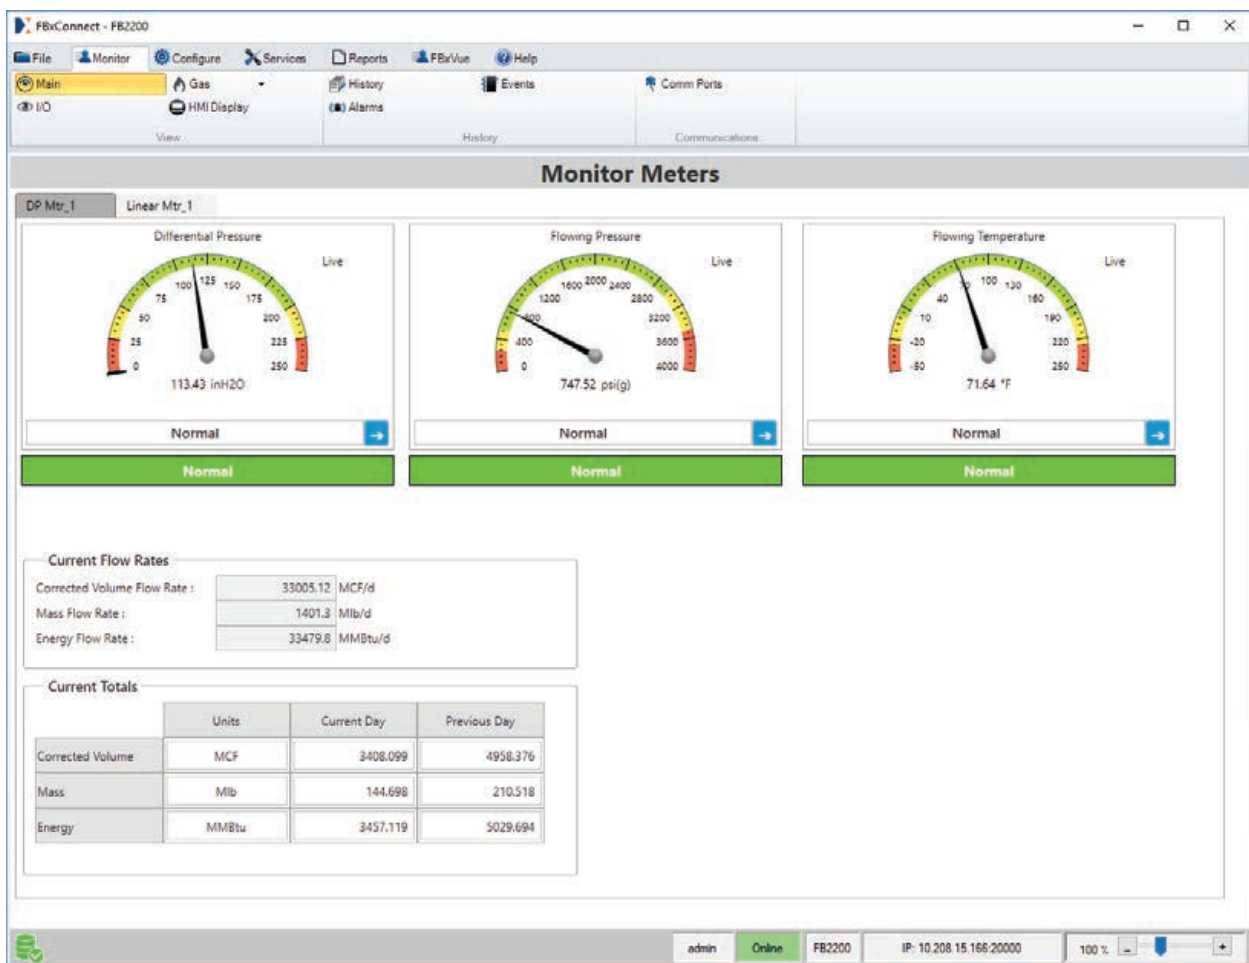 FBxConnect - FB2200
File Monitor Configure Services Reports FBxVue Help
Main Gas History Events Comm Ports
I/O HMI Display Alarms
View History Communications
Monitor Meters
DP Mtr_1 Linear Mtr_1
Differential Pressure
Live
0 25 50 75 100 125 150 175 200 225 250
113.43 inH2O
Normal
Normal
Flowing Pressure
Live
0 400 800 1200 1600 2000 2400 2800 3200 3600 4000
747.52 psi(g)
Normal
Normal
Flowing Temperature
Live
-50 -20 10 40 70 100 130 160 190 220 250
71.64 °F
Normal
Normal
Current Flow Rates
Corrected Volume Flow Rate : 33005.12 MCF/d
Mass Flow Rate : 1401.3 Mlb/d
Energy Flow Rate : 33479.8 MMBtu/d
Current Totals
Units Current Day Previous Day
Corrected Volume MCF 3408.099 4958.376
Mass Mlb 144.698 210.518
Energy MMBtu 3457.119 5029.694
admin Online FB2200 IP: 10.208.15.166:20000 100 % - +